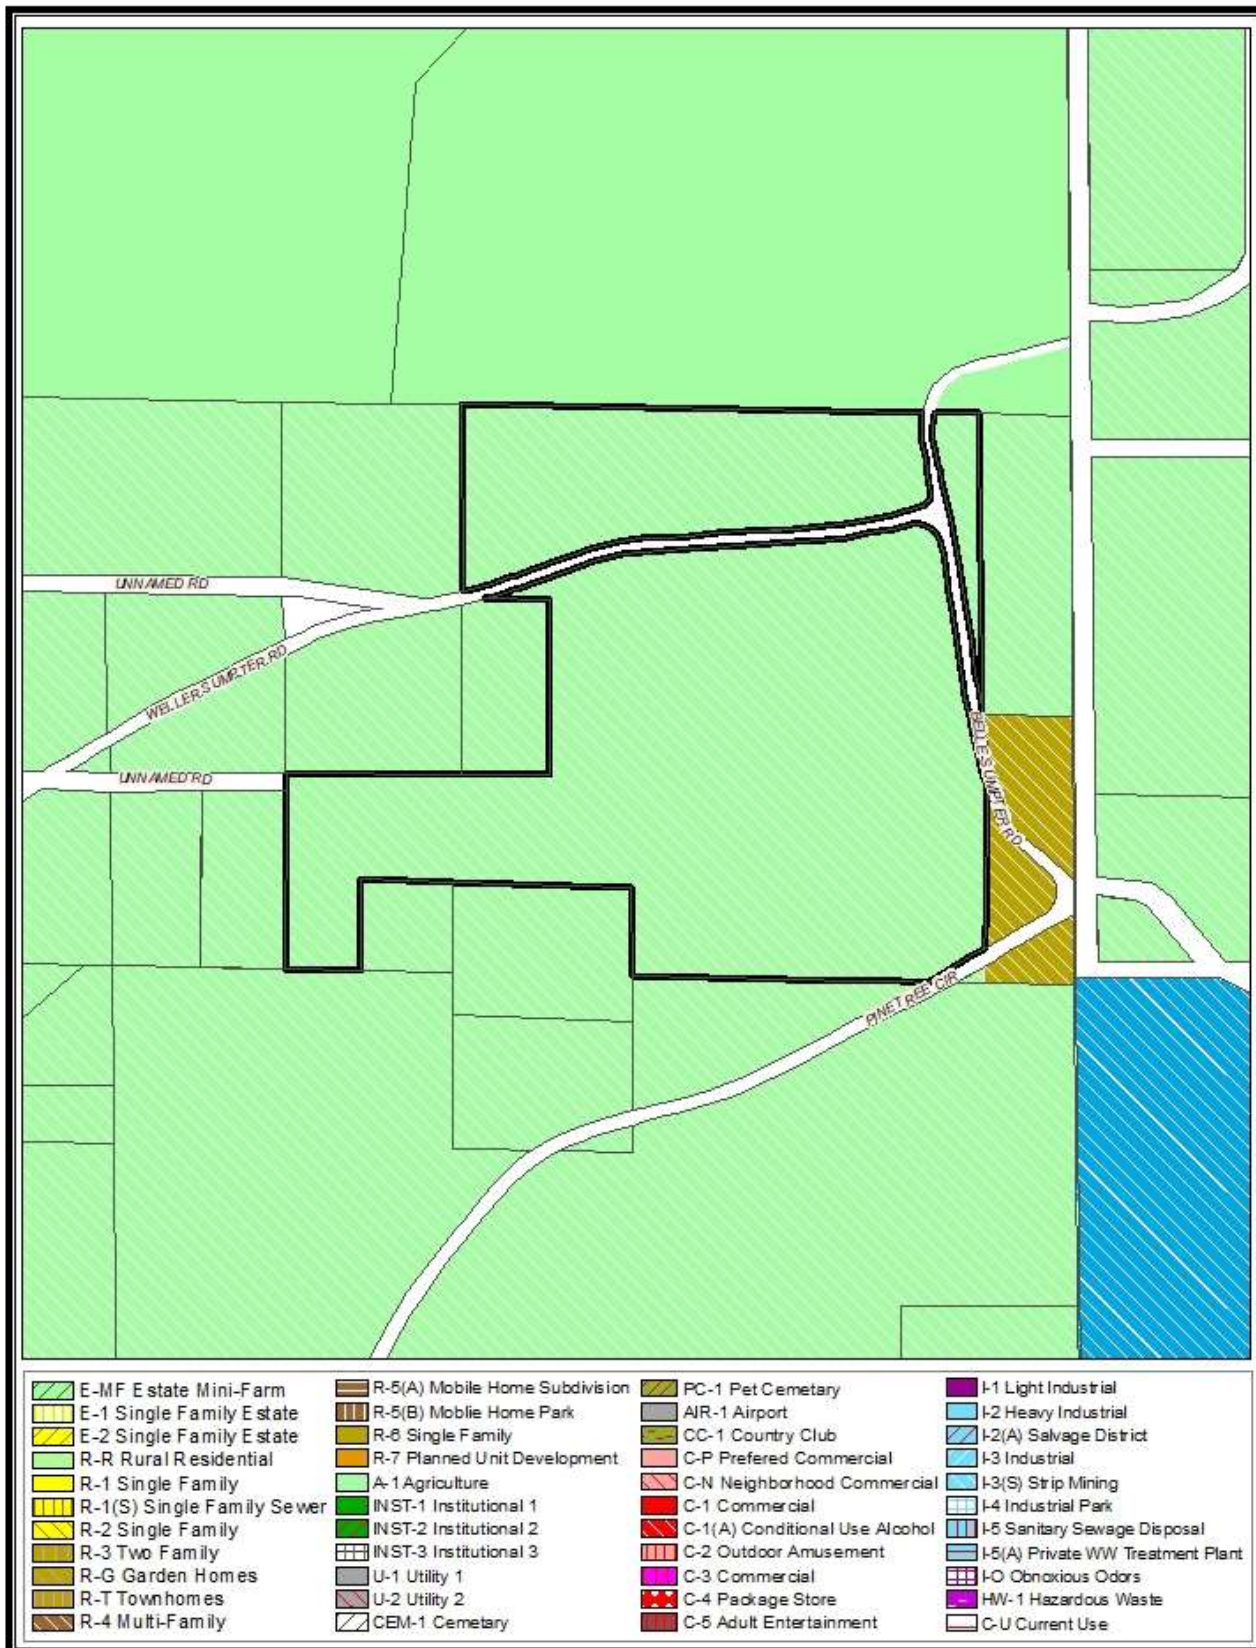 UNNAMED RD
WELLER SUMPTER RD
UNNAMED RD
BELLE SUMPTER RD
PINETREE CIR
E-MF Estate Mini-Farm
E-1 Single Family Estate
E-2 Single Family Estate
R-R Rural Residential
R-1 Single Family
R-1(S) Single Family Sewer
R-2 Single Family
R-3 Two Family
R-G Garden Homes
R-T Townhomes
R-4 Multi-Family
R-5(A) Mobile Home Subdivision
R-5(B) Moblie Home Park
R-6 Single Family
R-7 Planned Unit Development
A-1 Agriculture
INST-1 Institutional 1
INST-2 Institutional 2
INST-3 Institutional 3
U-1 Utility 1
U-2 Utility 2
CEM-1 Cemetary
PC-1 Pet Cemetary
AIR-1 Airport
CC-1 Country Club
C-P Prefered Commercial
C-N Neighborhood Commercial
C-1 Commercial
C-1(A) Conditional Use Alcohol
C-2 Outdoor Amusement
C-3 Commercial
C-4 Package Store
C-5 Adult Entertainment
I-1 Light Industrial
I-2 Heavy Industrial
I-2(A) Salvage District
I-3 Industrial
I-3(S) Strip Mining
I-4 Industrial Park
I-5 Sanitary Sewage Disposal
I-5(A) Private WW Treatment Plant
I-O Obnoxious Odors
HW-1 Hazardous Waste
C-U Current Use